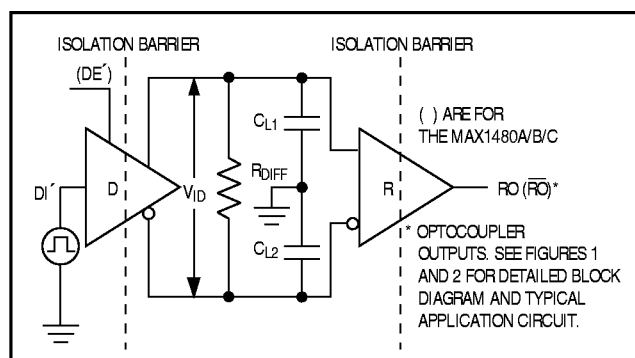 ISOLATION BARRIER
ISOLATION BARRIER
(DE´)
( ) ARE FOR
THE MAX1480A/B/C
CL1
D
VID
RDIFF
R
RO (R̅O̅)*
DI´
CL2
* OPTOCOUPLER
OUTPUTS. SEE FIGURES 1
AND 2 FOR DETAILED BLOCK
DIAGRAM AND TYPICAL
APPLICATION CIRCUIT.